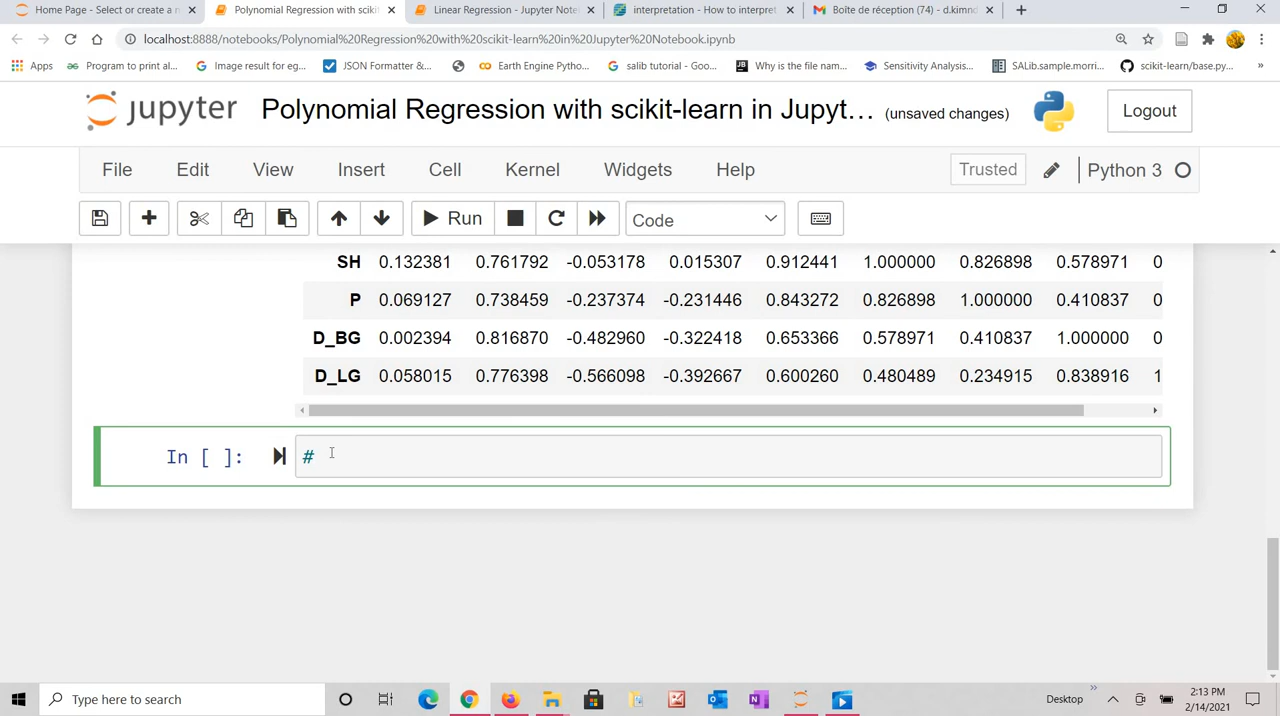 Home Page - Select or create a n
Polynomial Regression with scikit
Linear Regression - Jupyter Note
interpretation - How to interpret
Boîte de réception (74) - d.kimnd
localhost:8888/notebooks/Polynomial%20Regression%20with%20scikit-learn%20in%20Jupyter%20Notebook.ipynb
Apps
Program to print al...
Image result for eg...
JSON Formatter &...
Earth Engine Pytho...
salib tutorial - Goo...
Why is the file nam...
Sensitivity Analysis...
SALib.sample.morri...
scikit-learn/base.py...
»
jupyter Polynomial Regression with scikit-learn in Jupyt... (unsaved changes) Logout
File Edit View Insert Cell Kernel Widgets Help Trusted Python 3
Run Code
SH 0.132381 0.761792 -0.053178 0.015307 0.912441 1.000000 0.826898 0.578971 0
P 0.069127 0.738459 -0.237374 -0.231446 0.843272 0.826898 1.000000 0.410837 0
D_BG 0.002394 0.816870 -0.482960 -0.322418 0.653366 0.578971 0.410837 1.000000 0
D_LG 0.058015 0.776398 -0.566098 -0.392667 0.600260 0.480489 0.234915 0.838916 1
In [ ]: #
Type here to search
Desktop »
2:13 PM
2/14/2021